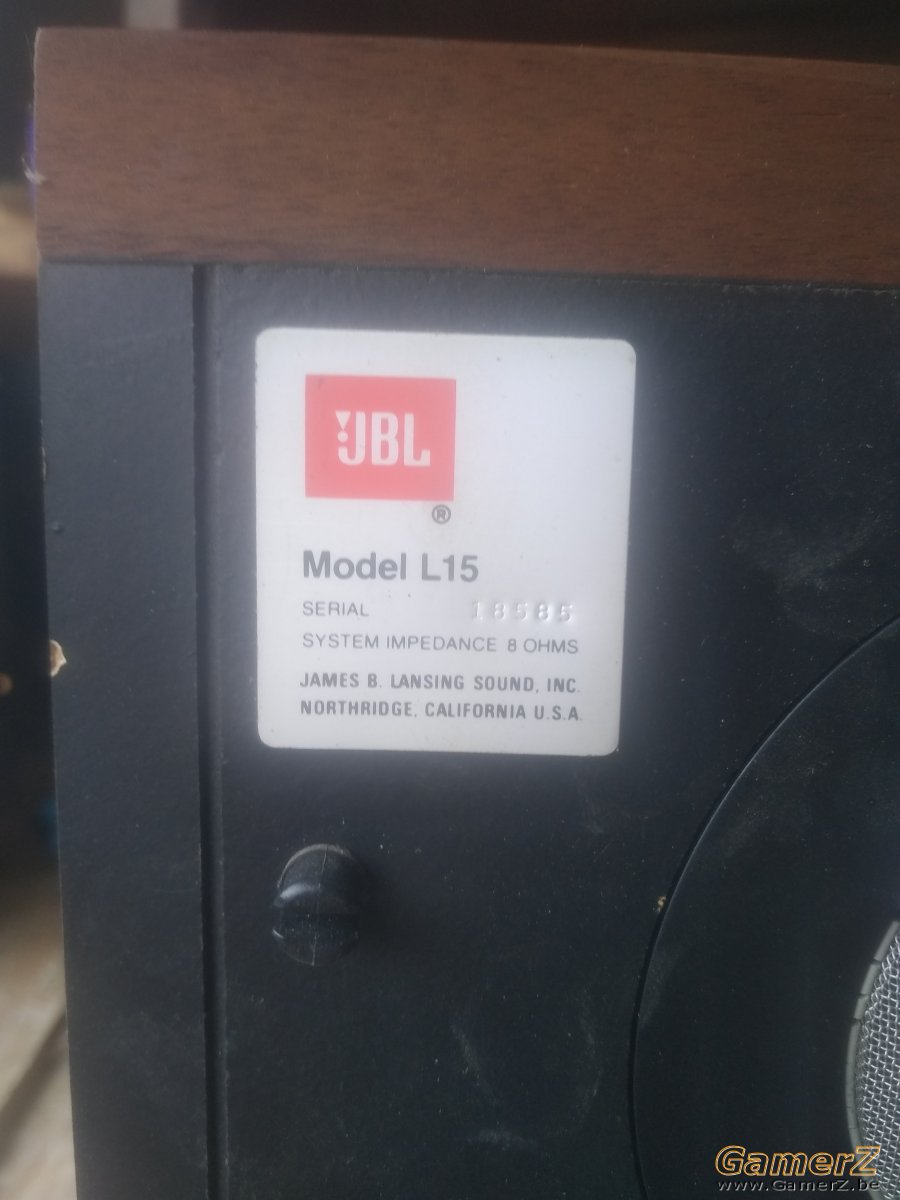 JBL
®
Model L15
SERIAL 18585
SYSTEM IMPEDANCE 8 OHMS
JAMES B. LANSING SOUND, INC.
NORTHRIDGE, CALIFORNIA U.S.A.
GamerZ
www.GamerZ.be